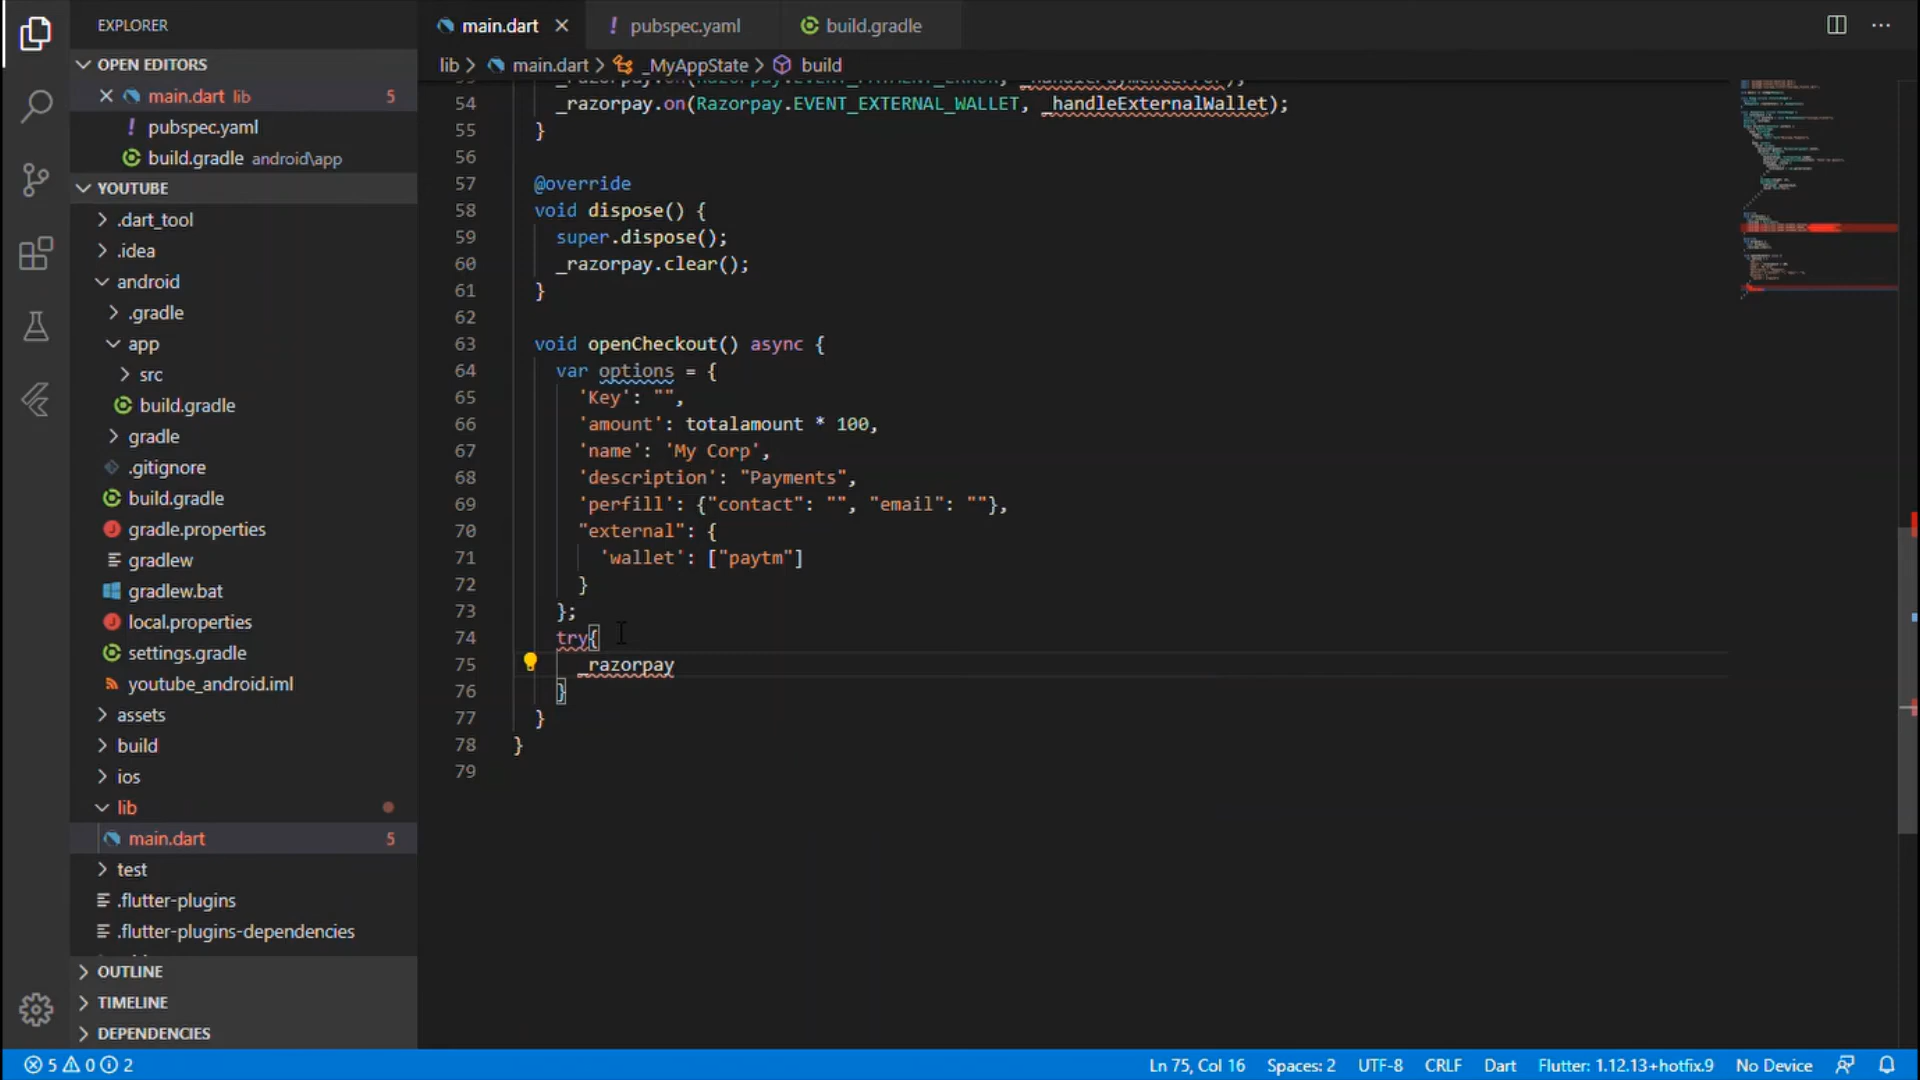 EXPLORER
main.dart
pubspec.yaml
build.gradle
OPEN EDITORS
lib > main.dart > _MyAppState > build
main.dart lib 5
pubspec.yaml
build.gradle android\app
YOUTUBE
.dart_tool
.idea
android
.gradle
app
src
build.gradle
gradle
.gitignore
build.gradle
gradle.properties
gradlew
gradlew.bat
local.properties
settings.gradle
youtube_android.iml
assets
build
ios
lib
main.dart 5
test
.flutter-plugins
.flutter-plugins-dependencies
OUTLINE
TIMELINE
DEPENDENCIES
54 _razorpay.on(Razorpay.EVENT_EXTERNAL_WALLET, _handleExternalWallet);
55 }
56
57 @override
58 void dispose() {
59 super.dispose();
60 _razorpay.clear();
61 }
62
63 void openCheckout() async {
64 var options = {
65 'Key': "",
66 'amount': totalamount * 100,
67 'name': 'My Corp',
68 'description': "Payments",
69 'perfill': {"contact": "", "email": ""},
70 "external": {
71 'wallet': ["paytm"]
72 }
73 };
74 try{
75 _razorpay
76 }
77 }
78 }
79
5 0 2
Ln 75, Col 16
Spaces: 2
UTF-8
CRLF
Dart
Flutter: 1.12.13+hotfix.9
No Device